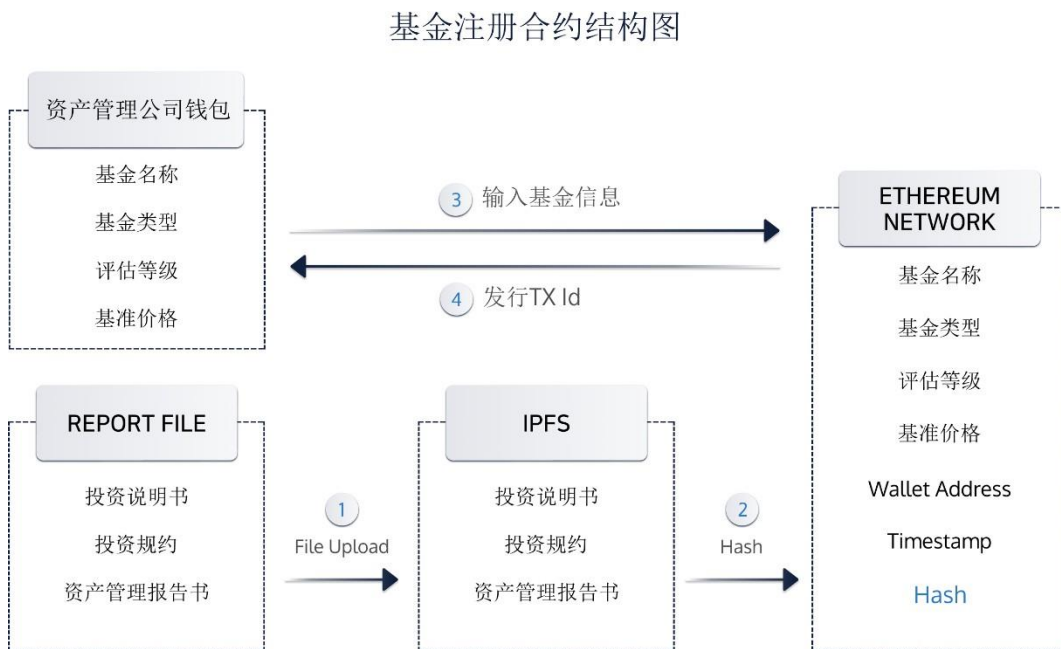 基金注册合约结构图
资产管理公司钱包
基金名称
基金类型
评估等级
基准价格
3 输入基金信息
4 发行TX Id
ETHEREUM
NETWORK
基金名称
基金类型
评估等级
基准价格
Wallet Address
Timestamp
Hash
REPORT FILE
投资说明书
投资规约
资产管理报告书
1
File Upload
IPFS
投资说明书
投资规约
资产管理报告书
2
Hash